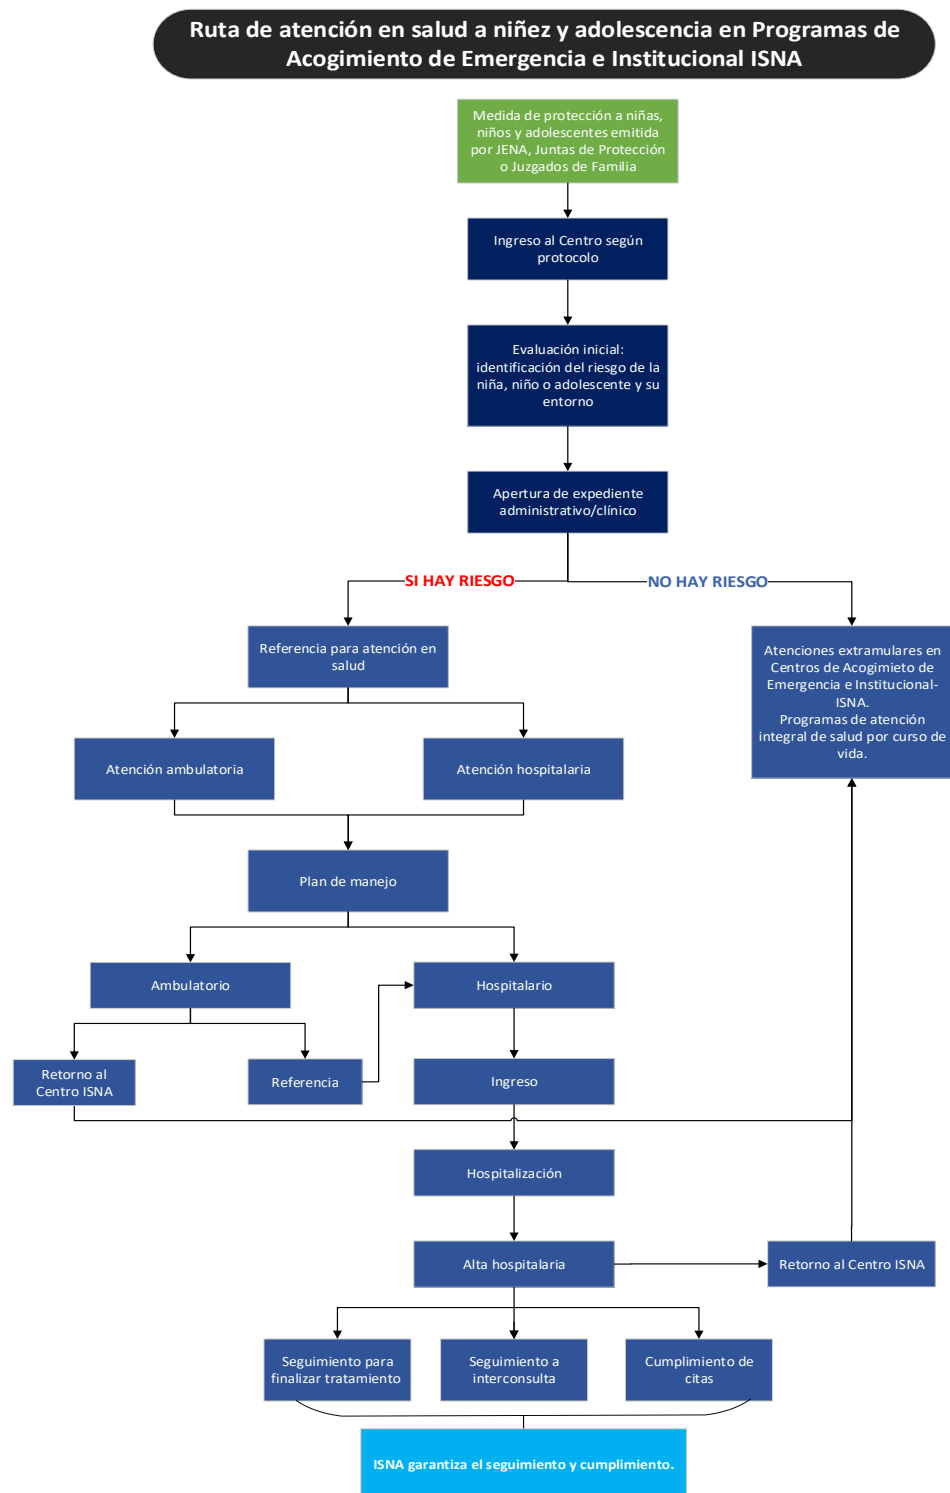 Ruta de atención en salud a niñez y adolescencia en Programas de
Acogimiento de Emergencia e Institucional ISNA
Medida de protección a niñas,
niños y adolescentes emitida
por JENA, Juntas de Protección
o Juzgados de Familia
Ingreso al Centro según
protocolo
Evaluación inicial:
identificación del riesgo de la
niña, niño o adolescente y su
entorno
Apertura de expediente
administrativo/clínico
SI HAY RIESGO
NO HAY RIESGO
Referencia para atención en
salud
Atenciones extramulares en
Centros de Acogimieto de
Emergencia e Institucional-
ISNA.
Programas de atención
integral de salud por curso de
vida.
Atención ambulatoria
Atención hospitalaria
Plan de manejo
Ambulatorio
Hospitalario
Retorno al
Centro ISNA
Referencia
Ingreso
Hospitalización
Alta hospitalaria
Retorno al Centro ISNA
Seguimiento para
finalizar tratamiento
Seguimiento a
interconsulta
Cumplimiento de
citas
ISNA garantiza el seguimiento y cumplimiento.